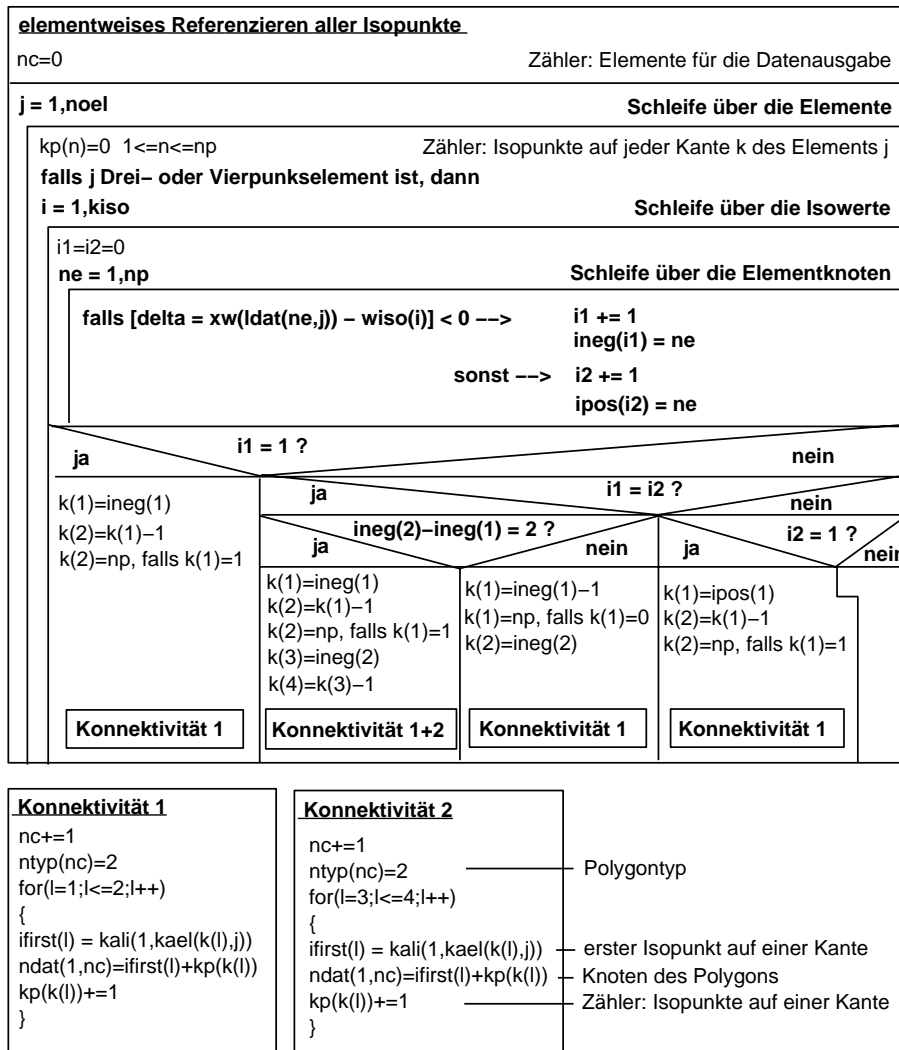 elementweises Referenzieren aller Isopunkte
nc=0 Zähler: Elemente für die Datenausgabe
j = 1,noel Schleife über die Elemente
kp(n)=0 1<=n<=np Zähler: Isopunkte auf jeder Kante k des Elements j
falls j Drei− oder Vierpunkselement ist, dann
i = 1,kiso Schleife über die Isowerte
i1=i2=0
ne = 1,np Schleife über die Elementknoten
falls [delta = xw(ldat(ne,j)) − wiso(i)] < 0 −−> i1 += 1
ineg(i1) = ne
sonst −−> i2 += 1
ipos(i2) = ne
i1 = 1 ?
ja nein
i1 = i2 ?
ja nein
ineg(2)−ineg(1) = 2 ? i2 = 1 ?
ja nein ja nein
k(1)=ineg(1)
k(2)=k(1)−1
k(2)=np, falls k(1)=1
Konnektivität 1
k(1)=ineg(1)
k(2)=k(1)−1
k(2)=np, falls k(1)=1
k(3)=ineg(2)
k(4)=k(3)−1
Konnektivität 1+2
k(1)=ineg(1)−1
k(1)=np, falls k(1)=0
k(2)=ineg(2)
Konnektivität 1
k(1)=ipos(1)
k(2)=k(1)−1
k(2)=np, falls k(1)=1
Konnektivität 1
Konnektivität 1
nc+=1
ntyp(nc)=2
for(l=1;l<=2;l++)
{
ifirst(l) = kali(1,kael(k(l),j))
ndat(1,nc)=ifirst(l)+kp(k(l))
kp(k(l))+=1
}
Konnektivität 2
nc+=1
ntyp(nc)=2 Polygontyp
for(l=3;l<=4;l++)
{
ifirst(l) = kali(1,kael(k(l),j)) erster Isopunkt auf einer Kante
ndat(1,nc)=ifirst(l)+kp(k(l)) Knoten des Polygons
kp(k(l))+=1 Zähler: Isopunkte auf einer Kante
}